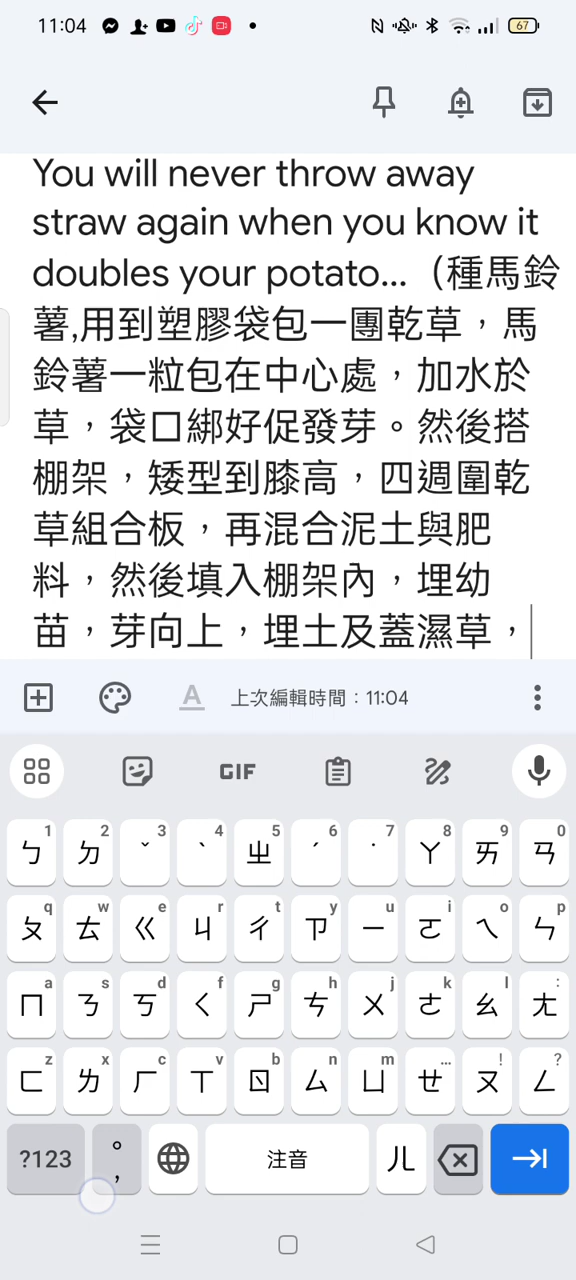 11:04
67
You will never throw away
straw again when you know it
doubles your potato...（種馬鈴
薯,用到塑膠袋包一團乾草，馬
鈴薯一粒包在中心處，加水於
草，袋口綁好促發芽。然後搭
棚架，矮型到膝高，四週圍乾
草組合板，再混合泥土與肥
料，然後填入棚架內，埋幼
苗，芽向上，埋土及蓋濕草，
A 上次編輯時間：11:04
GIF
1 2 3 4 5 6 7 8 9 0
ㄅ ㄉ ˇ ˋ ㄓ ˊ ˙ ㄚ ㄞ ㄢ
q w e r t y u i o p
ㄆ ㄊ ㄍ ㄐ ㄔ ㄗ ㄧ ㄛ ㄟ ㄣ
a s d f g h j k l :
ㄇ ㄋ ㄎ ㄑ ㄕ ㄘ ㄨ ㄜ ㄠ ㄤ
z x c v b n m ... ! ?
ㄈ ㄌ ㄏ ㄒ ㄖ ㄙ ㄩ ㄝ ㄡ ㄥ
?123 ° , 注音 ㄦ